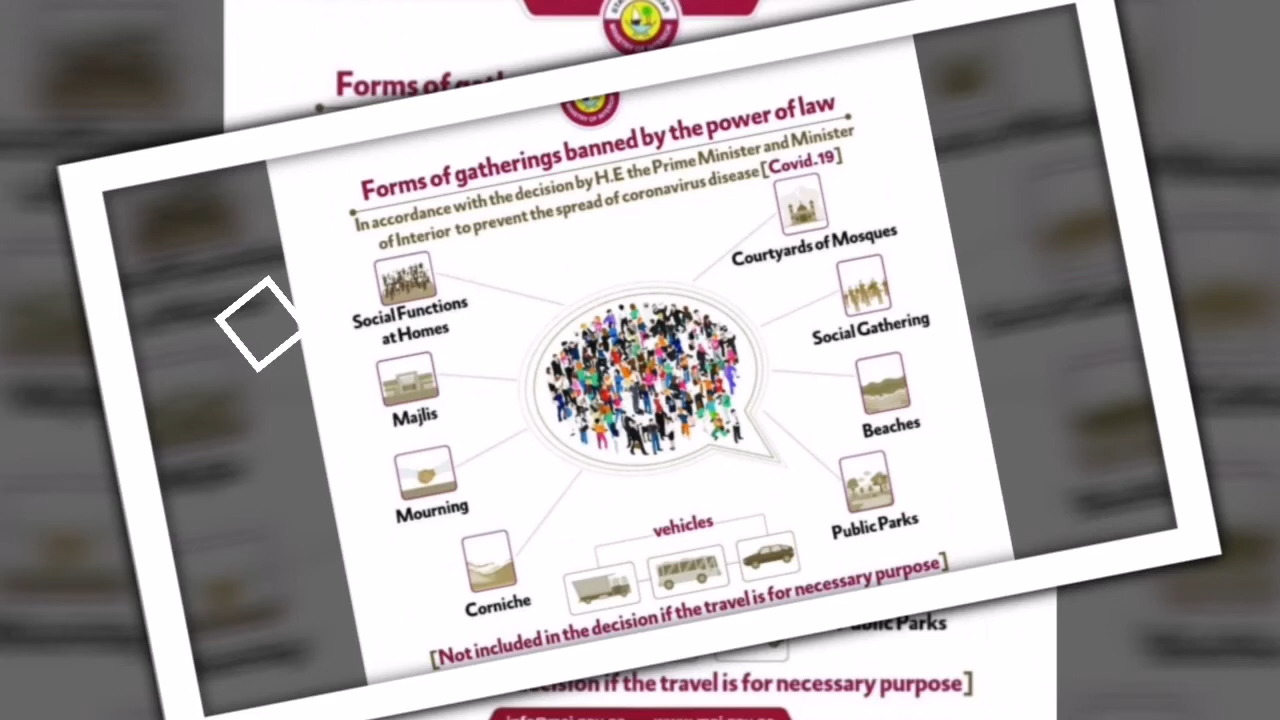 Forms of
Forms of gatherings banned by the power of law
In accordance with the decision by H.E the Prime Minister and Minister
of Interior to prevent the spread of coronavirus disease [Covid.19]
Courtyards of Mosques
Social Functions
at Homes
Social Gathering
Majlis
Beaches
Mourning
Public Parks
vehicles
Corniche
[Not included in the decision if the travel is for necessary purpose]
Parks
if the travel is for necessary purpose]